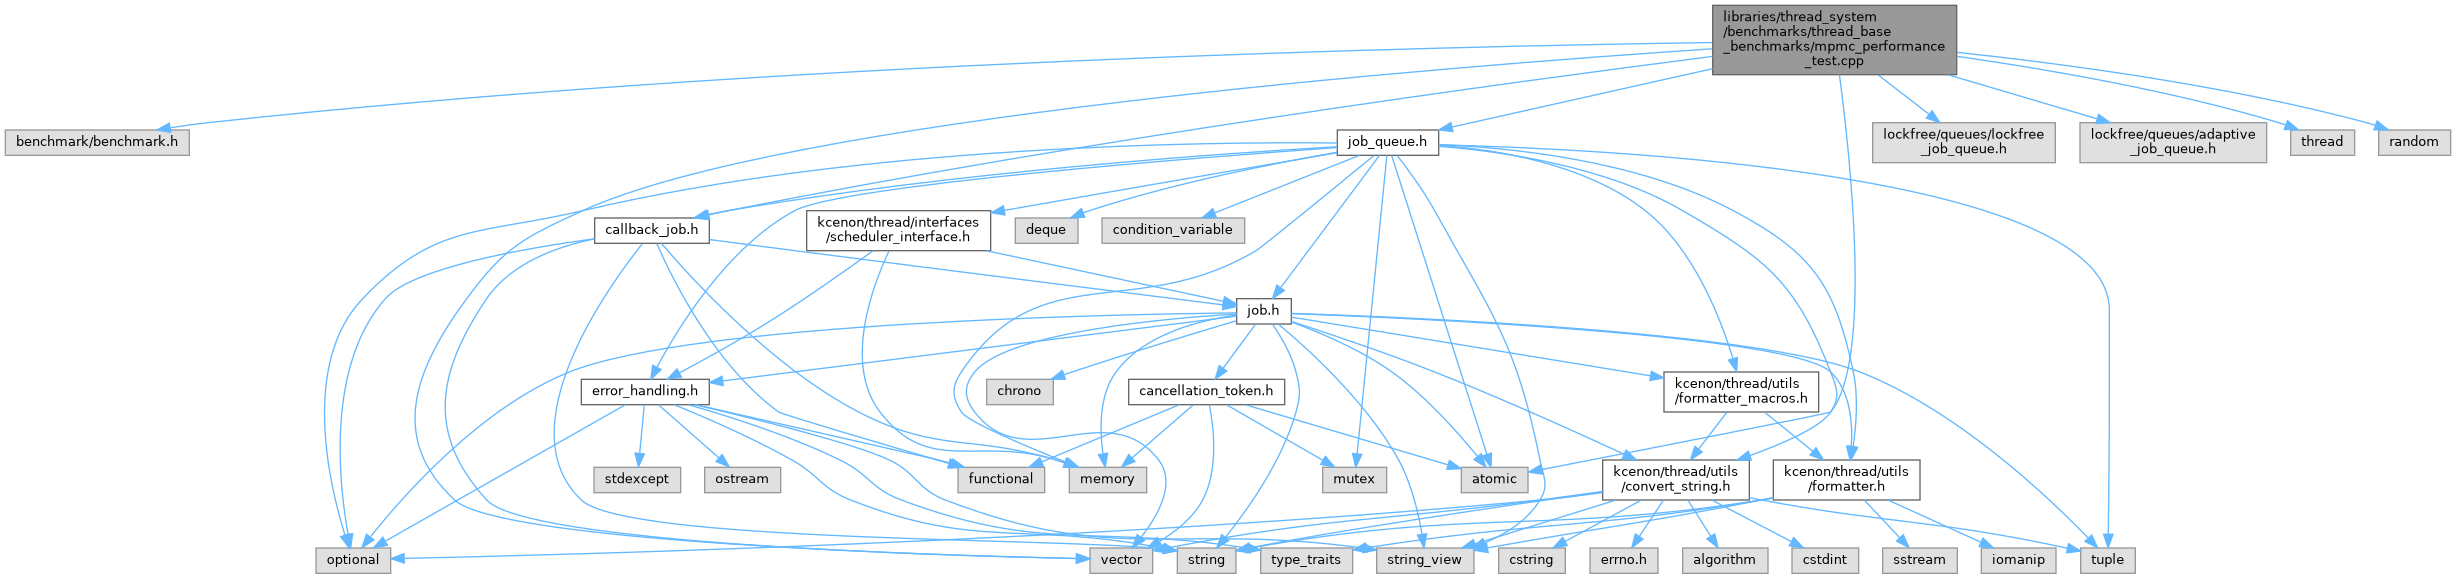 libraries/thread_system
/benchmarks/thread_base
_benchmarks/mpmc_performance
_test.cpp
benchmark/benchmark.h
job_queue.h
lockfree/queues/lockfree
_job_queue.h
lockfree/queues/adaptive
_job_queue.h
thread
random
callback_job.h
kcenon/thread/interfaces
/scheduler_interface.h
deque
condition_variable
job.h
error_handling.h
chrono
cancellation_token.h
kcenon/thread/utils
/formatter_macros.h
stdexcept
ostream
functional
memory
mutex
atomic
kcenon/thread/utils
/convert_string.h
kcenon/thread/utils
/formatter.h
optional
vector
string
type_traits
string_view
cstring
errno.h
algorithm
cstdint
sstream
iomanip
tuple